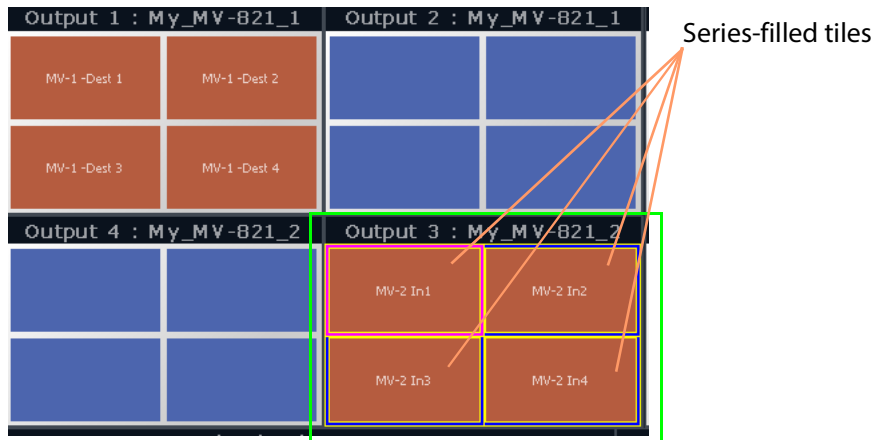 Output 1 : My_MV-821_1
Output 2 : My_MV-821_1
Series-filled tiles
MV-1 -Dest 1
MV-1 -Dest 2
MV-1 -Dest 3
MV-1 -Dest 4
Output 4 : My_MV-821_2
Output 3 : My_MV-821_2
MV-2 In1
MV-2 In2
MV-2 In3
MV-2 In4